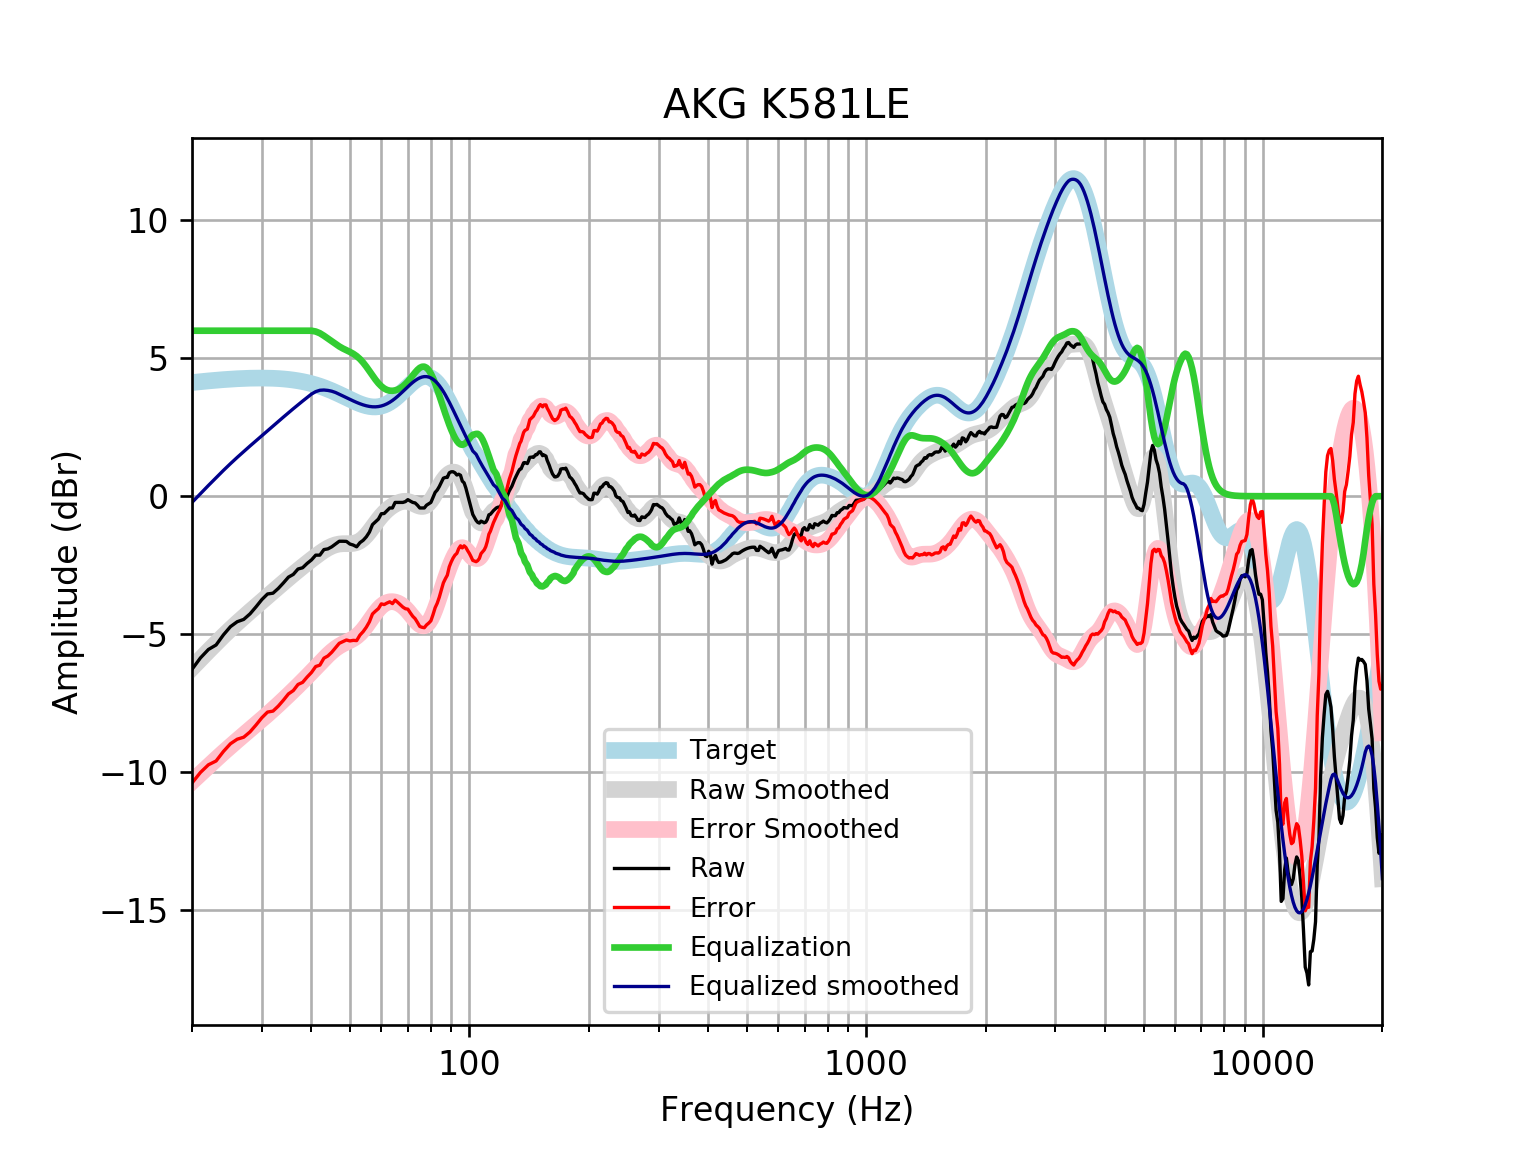 AKG K581LE
Amplitude (dBr)
10
5
0
−5
−10
−15
Target
Raw Smoothed
Error Smoothed
Raw
Error
Equalization
Equalized smoothed
100
1000
10000
Frequency (Hz)